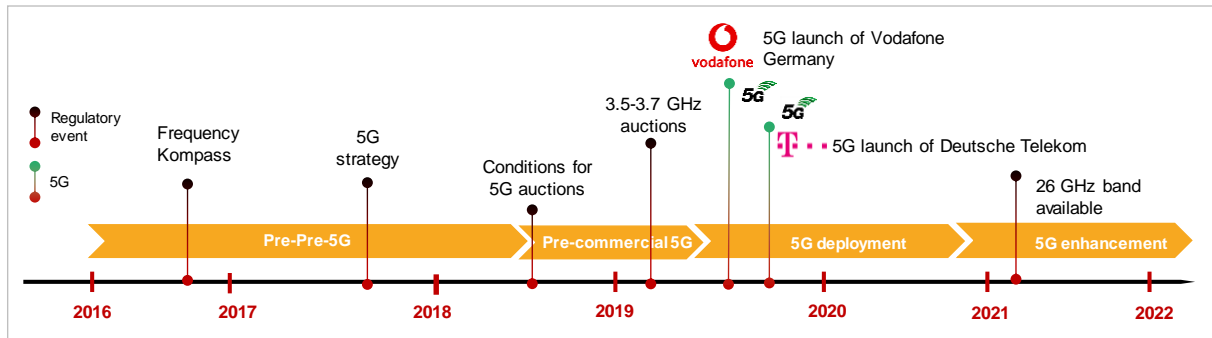 5G launch of Vodafone
Germany
vodafone
5G
5G
3.5-3.7 GHz
auctions
Regulatory
event
5G
Frequency
Kompass
5G
strategy
Conditions for
5G auctions
T
5G launch of Deutsche Telekom
26 GHz band
available
Pre-Pre-5G
Pre-commercial 5G
5G deployment
5G enhancement
2016
2017
2018
2019
2020
2021
2022